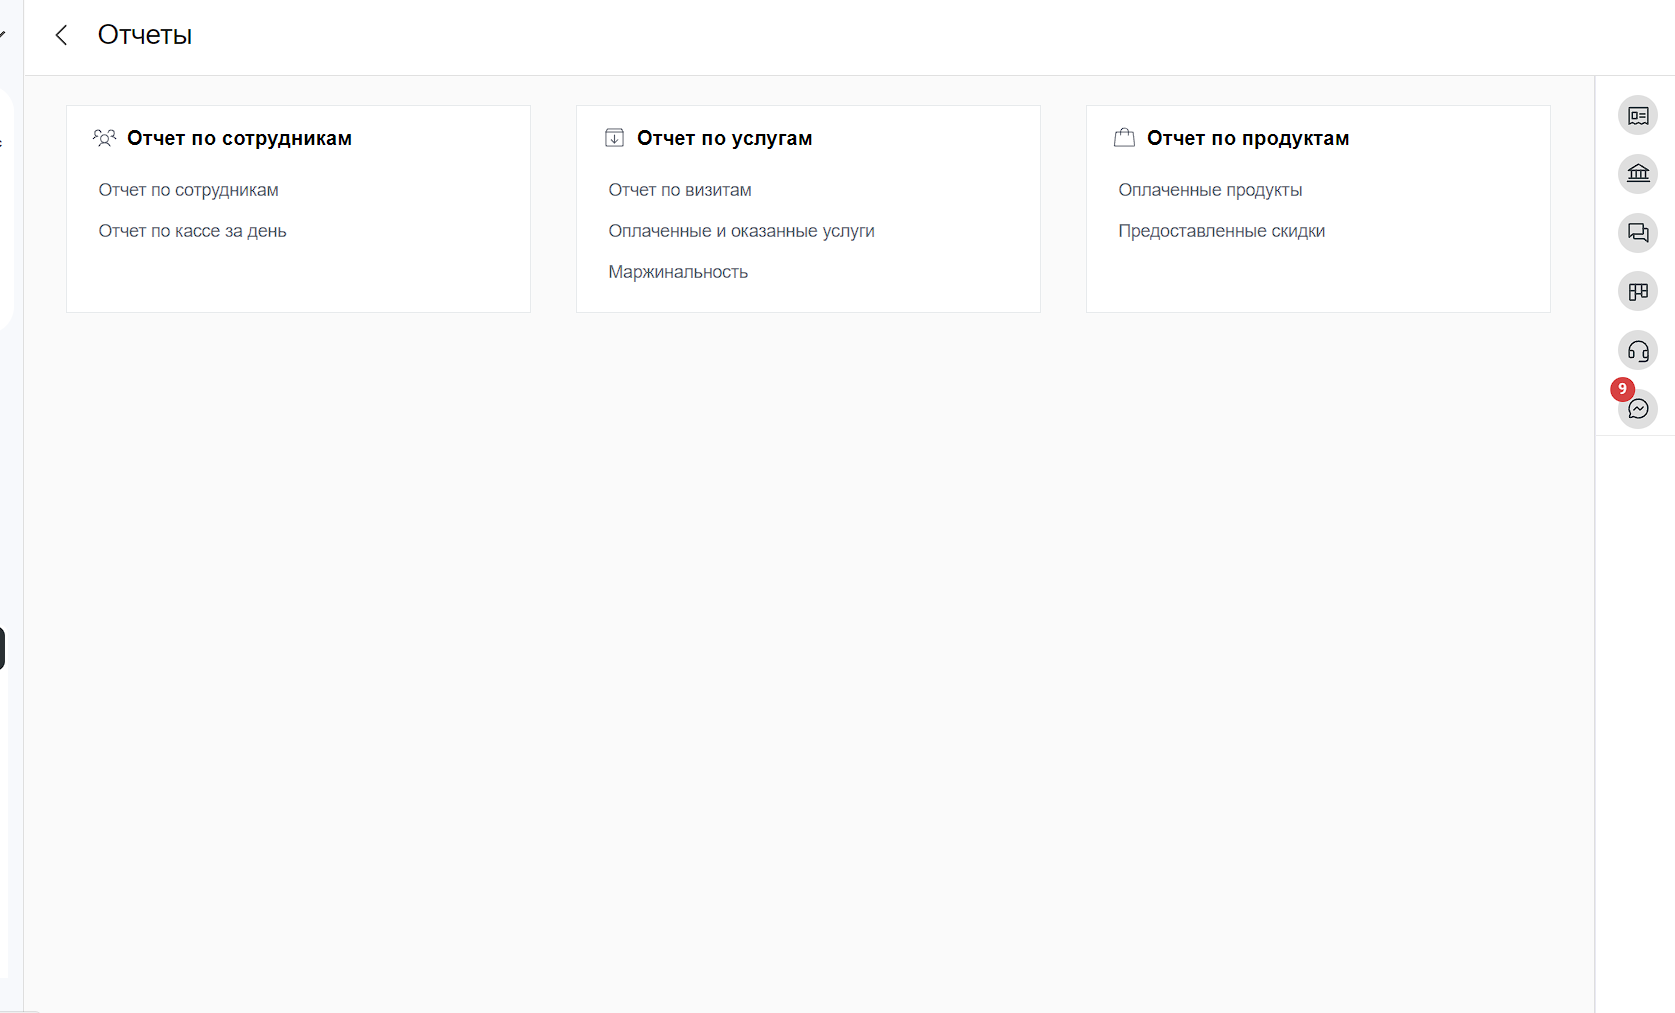 Отчеты
Отчет по сотрудникам
Отчет по сотрудникам
Отчет по кассе за день
Отчет по услугам
Отчет по визитам
Оплаченные и оказанные услуги
Маржинальность
Отчет по продуктам
Оплаченные продукты
Предоставленные скидки
9